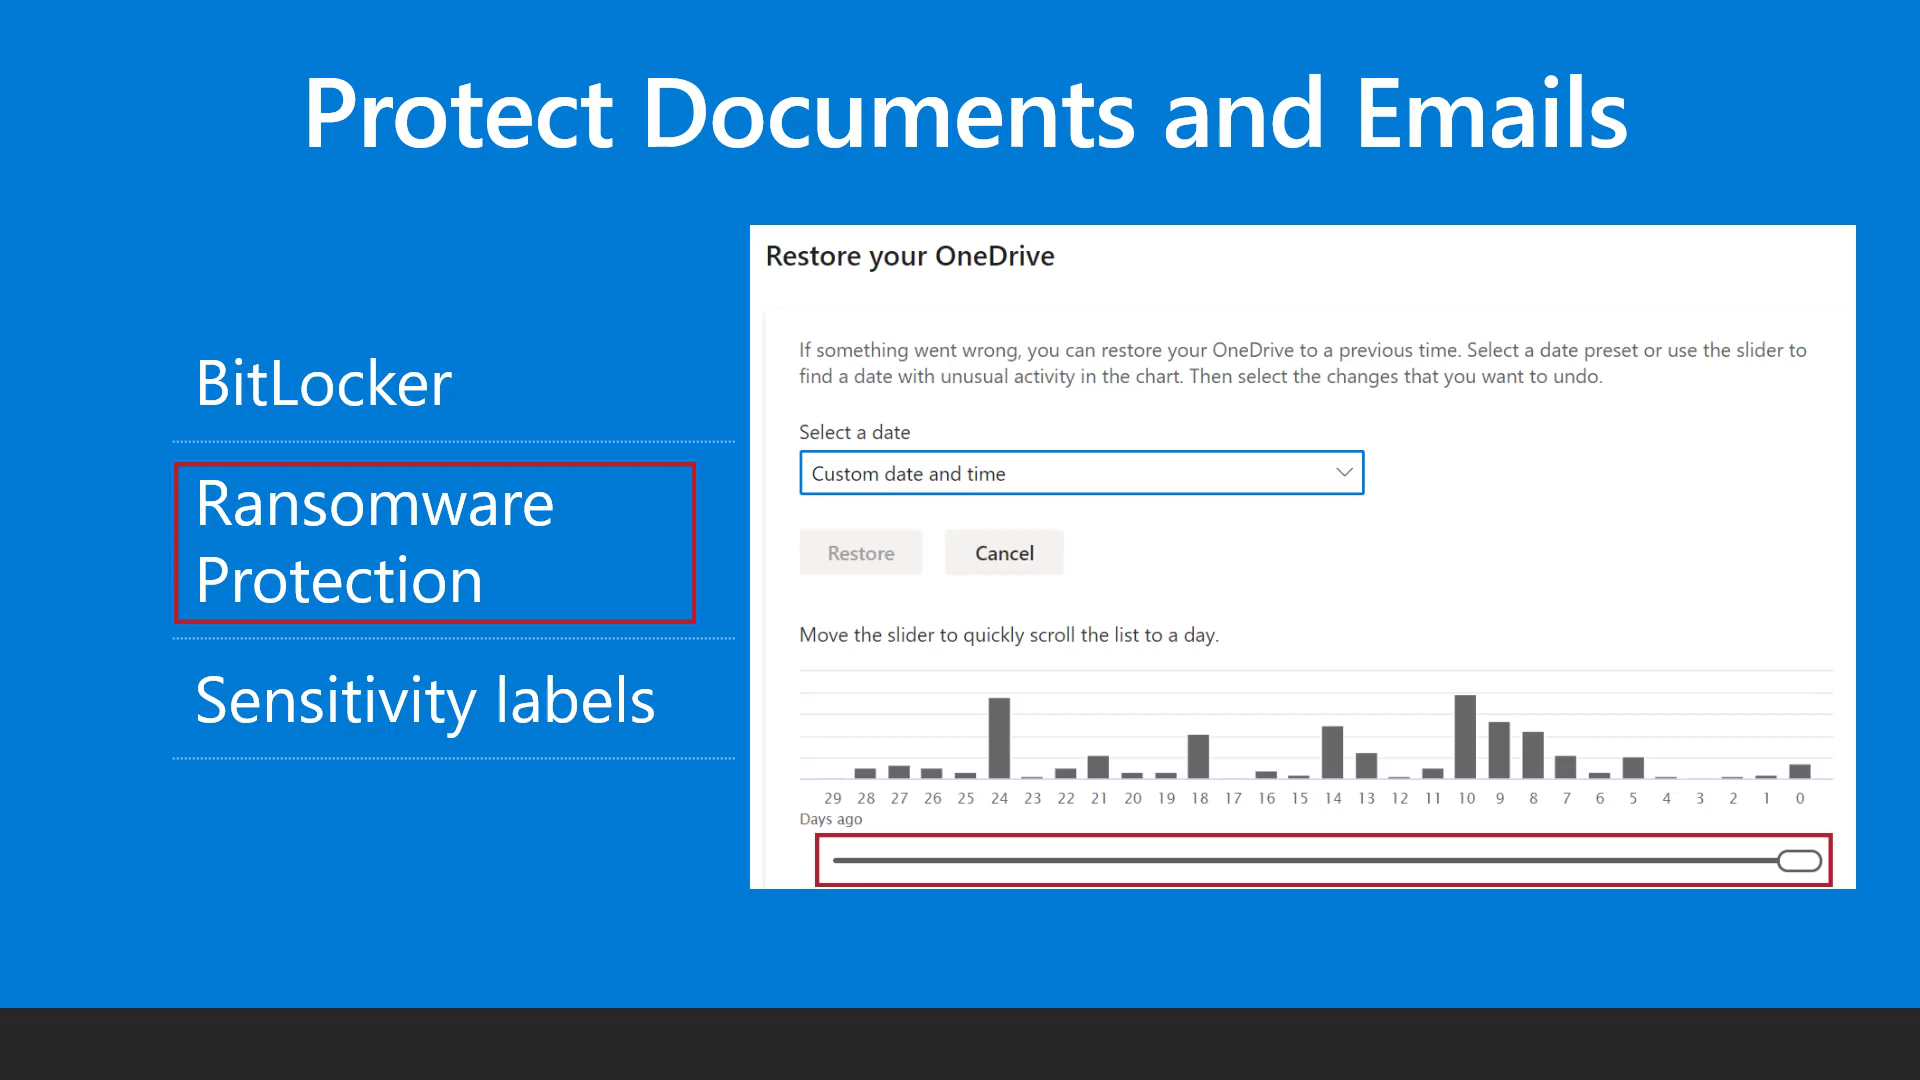 Protect Documents and Emails
BitLocker
Ransomware
Protection
Sensitivity labels
Restore your OneDrive
If something went wrong, you can restore your OneDrive to a previous time. Select a date preset or use the slider to
find a date with unusual activity in the chart. Then select the changes that you want to undo.
Select a date
Custom date and time
Restore Cancel
Move the slider to quickly scroll the list to a day.
29 28 27 26 25 24 23 22 21 20 19 18 17 16 15 14 13 12 11 10 9 8 7 6 5 4 3 2 1 0
Days ago